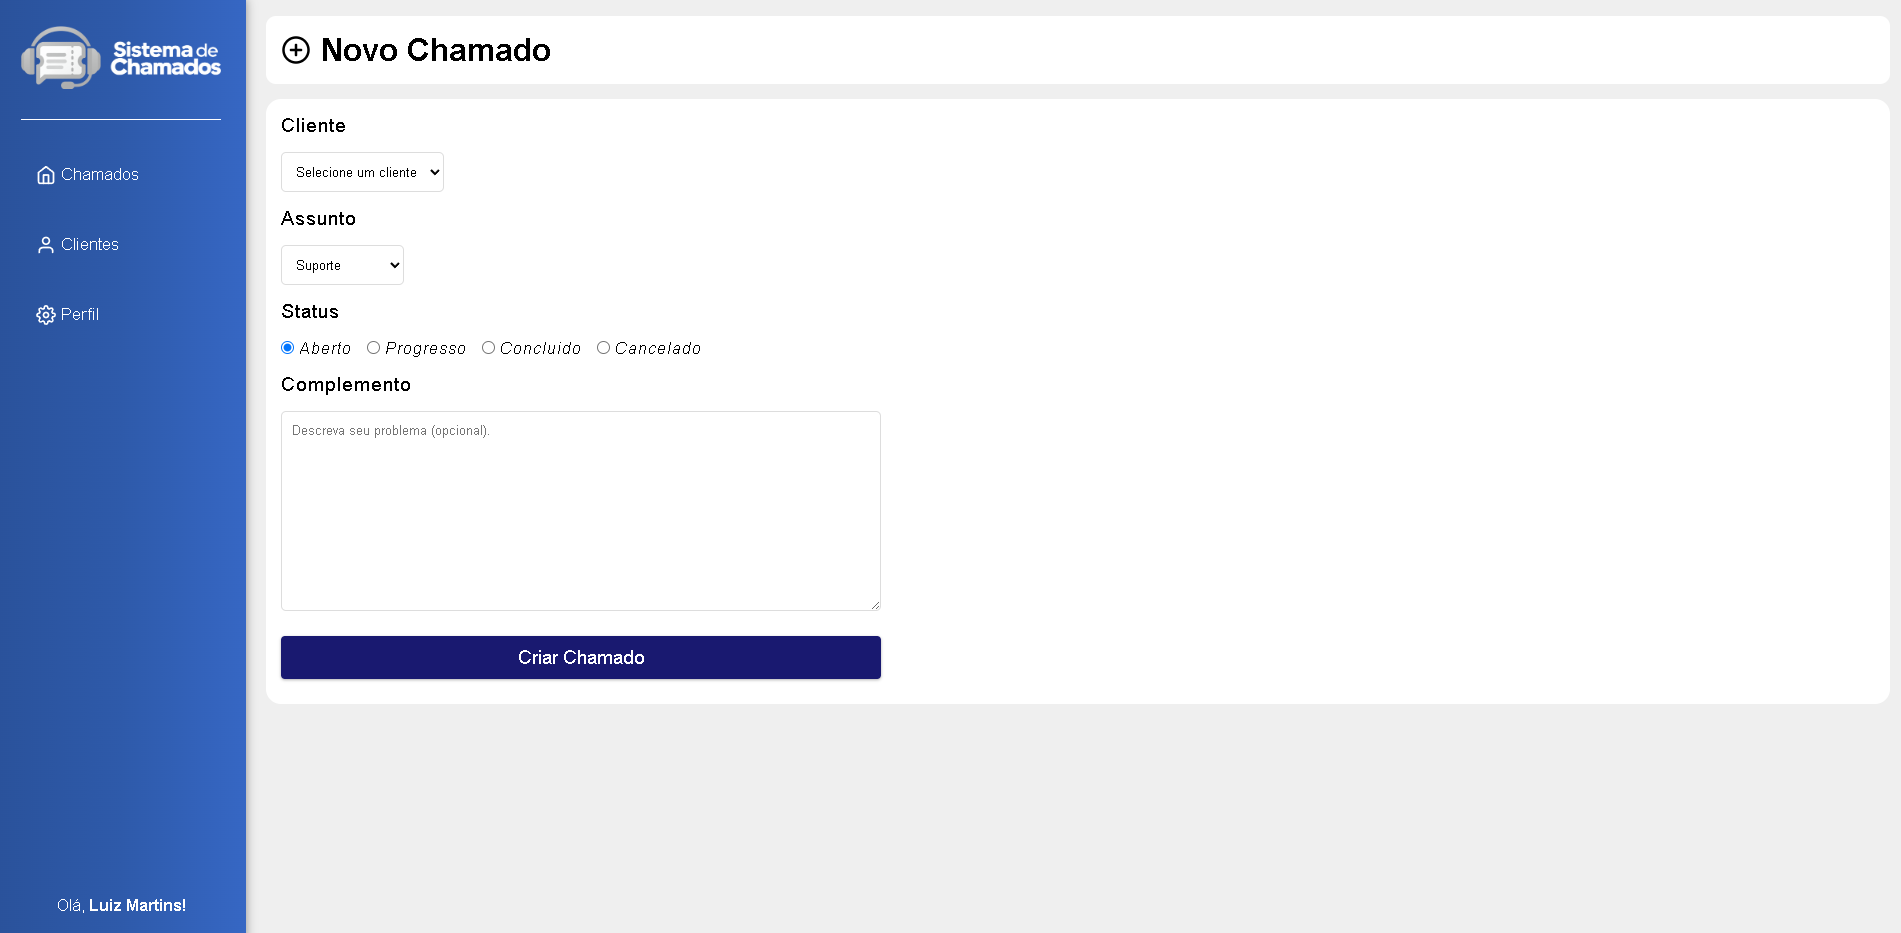 Sistema de
Chamados
Chamados
Clientes
Perfil
Olá, Luiz Martins!
Novo Chamado
Cliente
Selecione um cliente
Assunto
Suporte
Status
Aberto Progresso Concluido Cancelado
Complemento
Descreva seu problema (opcional).
Criar Chamado